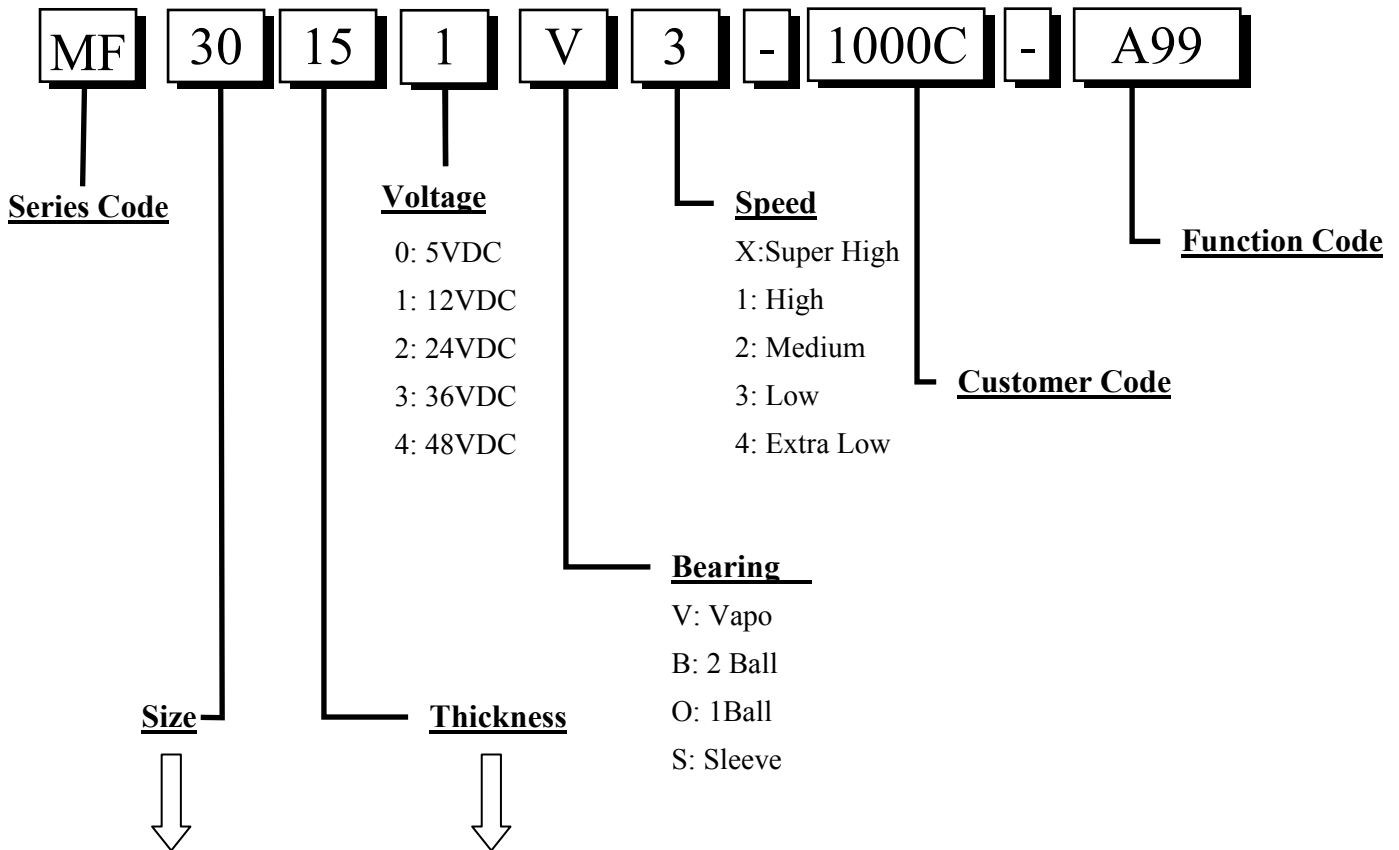 MF 30 15 1 V 3 - 1000C - A99
Series Code
Voltage
0: 5VDC
1: 12VDC
2: 24VDC
3: 36VDC
4: 48VDC
Speed
X:Super High
1: High
2: Medium
3: Low
4: Extra Low
Function Code
Customer Code
Bearing
V: Vapo
B: 2 Ball
O: 1Ball
S: Sleeve
Size
Thickness